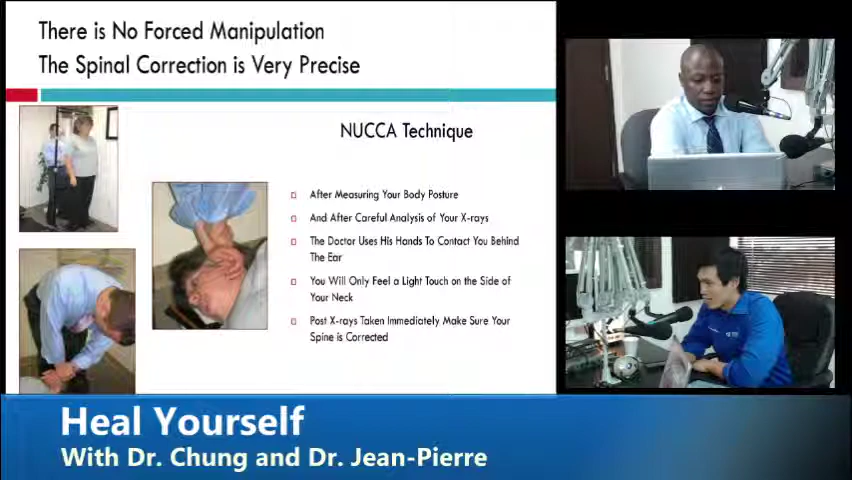 There is No Forced Manipulation
The Spinal Correction is Very Precise
NUCCA Technique
After Measuring Your Body Posture
And After Careful Analysis of Your X-rays
The Doctor Uses His Hands To Contact You Behind
The Ear
You Will Only Feel a Light Touch on the Side of
Your Neck
Post X-rays Taken Immediately Make Sure Your
Spine is Corrected
Heal Yourself
With Dr. Chung and Dr. Jean-Pierre